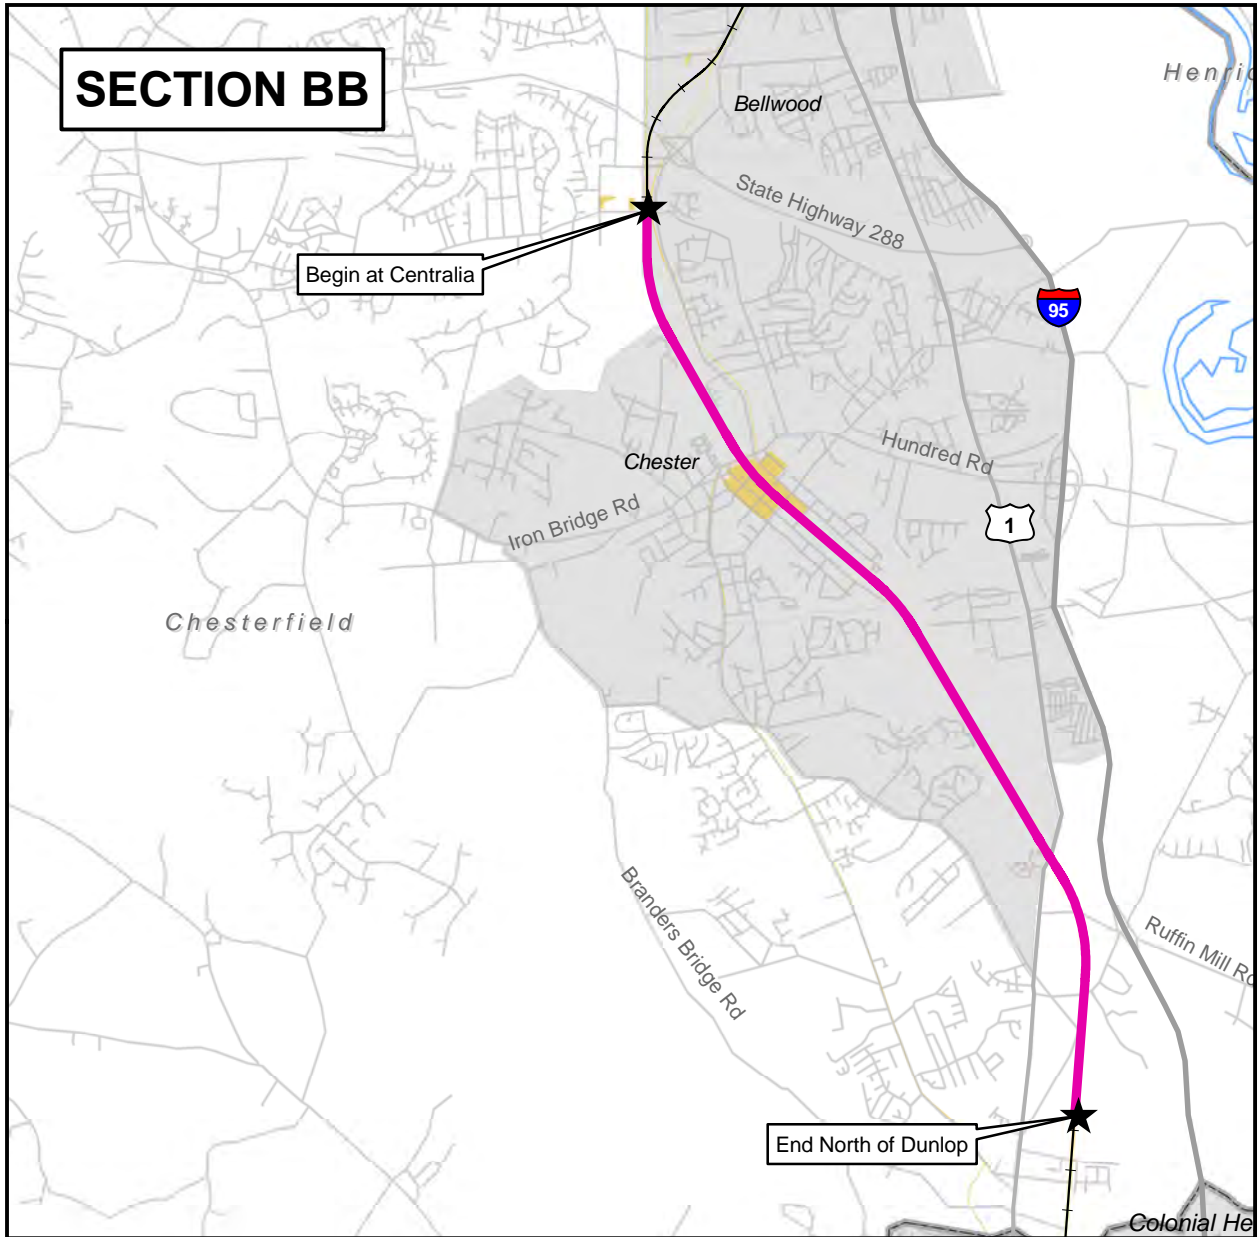 SECTION BB
Henric
Bellwood
State Highway 288
Begin at Centralia
95
Hundred Rd
Chester
Iron Bridge Rd
1
Chesterfield
Branders Bridge Rd
Ruffin Mill Rd
End North of Dunlop
Colonial He